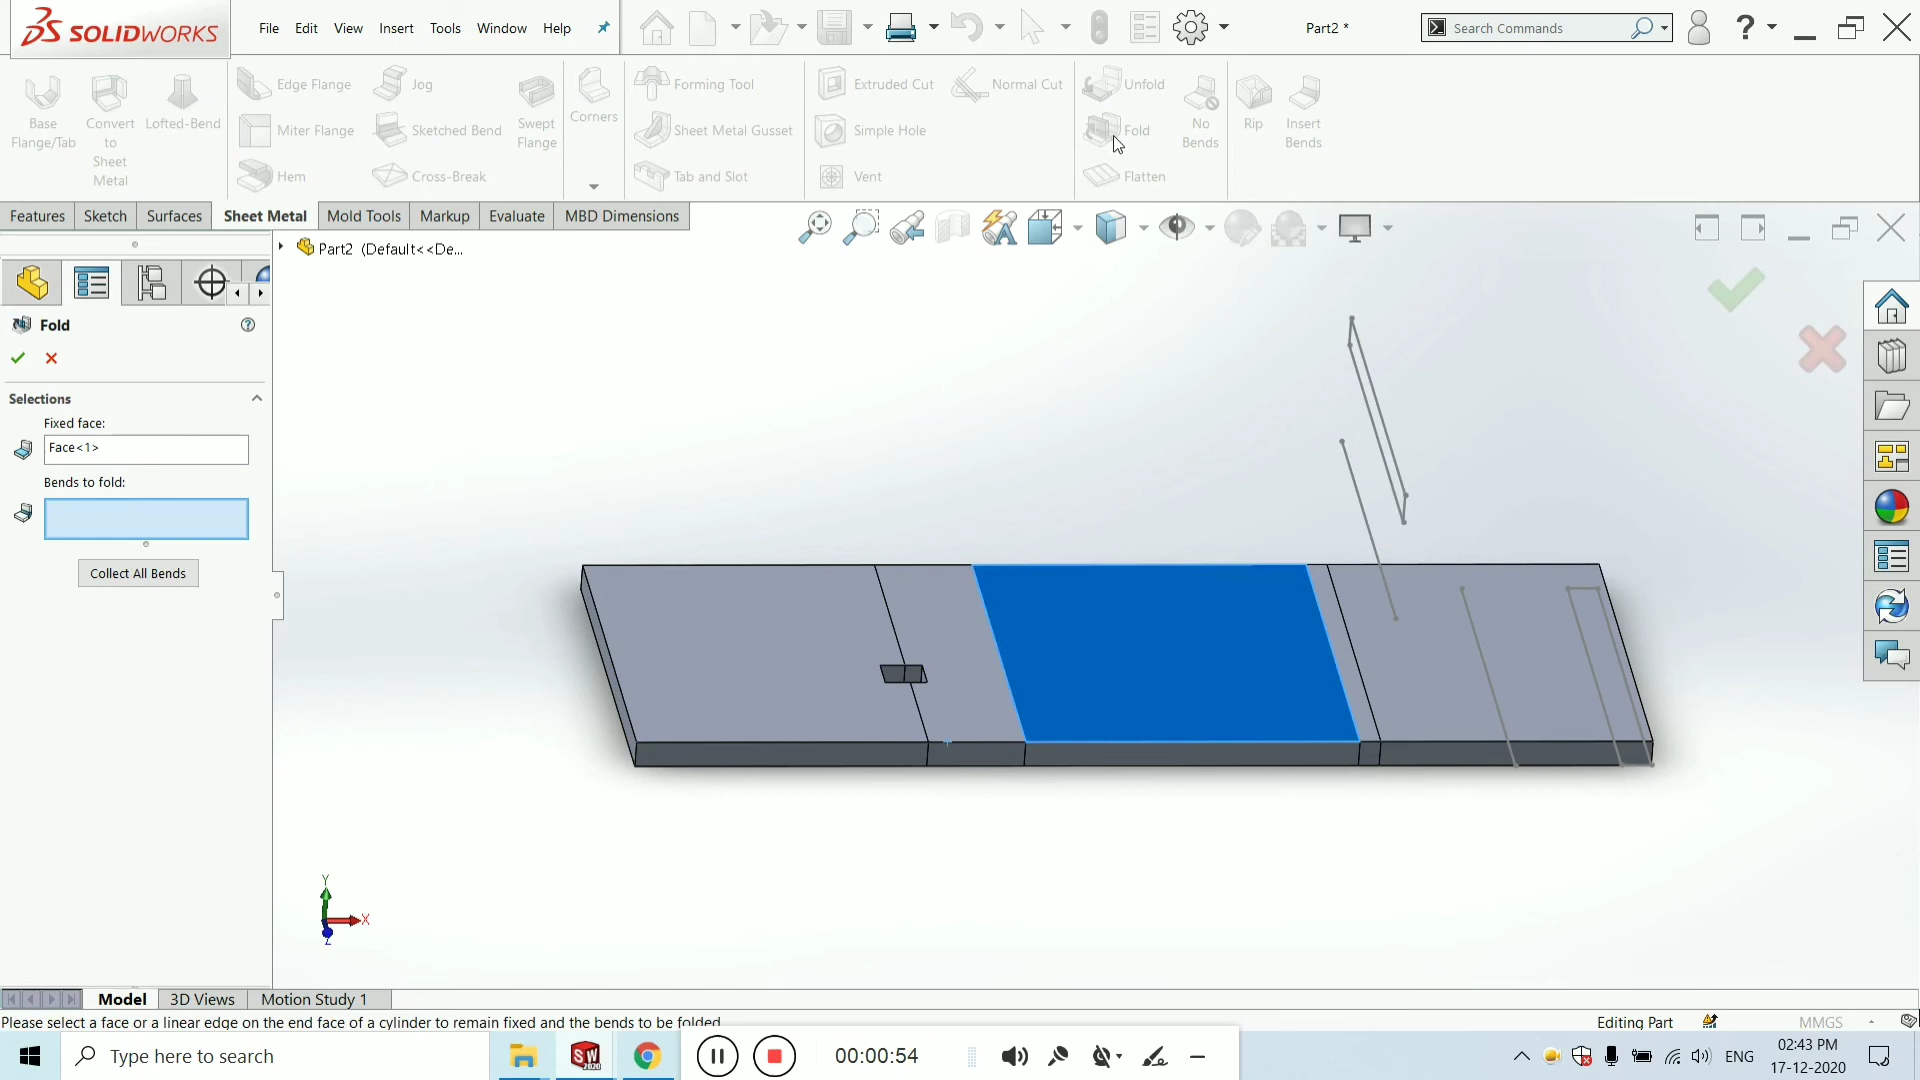 SOLIDWORKS
File Edit View Insert Tools Window Help
Part2 *
Search Commands
?
Base Flange/Tab
Convert to Sheet Metal
Lofted-Bend
Edge Flange
Miter Flange
Hem
Jog
Sketched Bend
Cross-Break
Swept Flange
Corners
Forming Tool
Sheet Metal Gusset
Tab and Slot
Extruded Cut
Simple Hole
Vent
Normal Cut
Unfold
Fold
Flatten
No Bends
Rip
Insert Bends
Features Sketch Surfaces Sheet Metal Mold Tools Markup Evaluate MBD Dimensions
Part2 (Default<<De...
Fold
Selections
Fixed face:
Face<1>
Bends to fold:
Collect All Bends
Y
X
Z
Model 3D Views Motion Study 1
Please select a face or a linear edge on the end face of a cylinder to remain fixed and the bends to be folded
Editing Part
MMGS
Type here to search
SW 2020
00:00:54
ENG
02:43 PM
17-12-2020